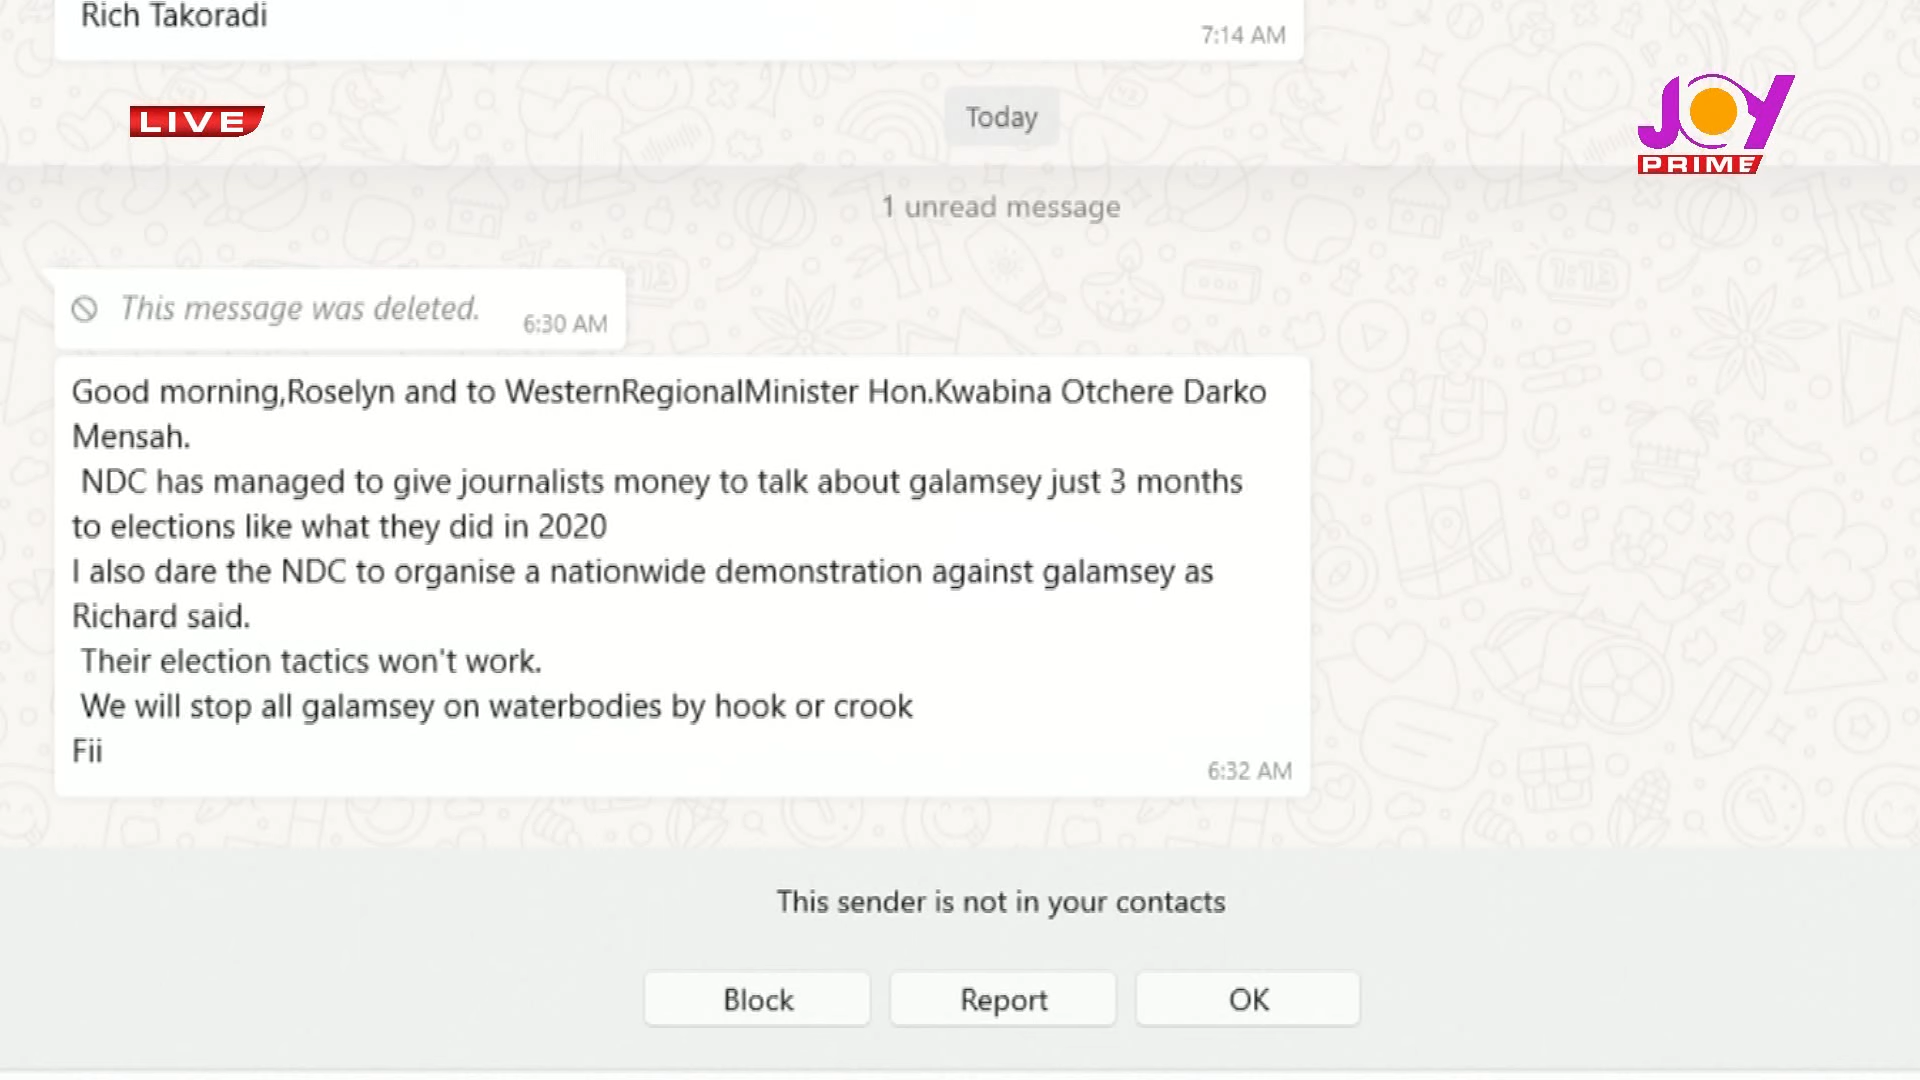 Rich Takoradi
7:14 AM
LIVE
Today
JOY
PRIME
1 unread message
This message was deleted.
6:30 AM
Good morning,Roselyn and to WesternRegionalMinister Hon.Kwabina Otchere Darko
Mensah.
NDC has managed to give journalists money to talk about galamsey just 3 months
to elections like what they did in 2020
I also dare the NDC to organise a nationwide demonstration against galamsey as
Richard said.
Their election tactics won't work.
We will stop all galamsey on waterbodies by hook or crook
Fii
6:32 AM
This sender is not in your contacts
Block
Report
OK